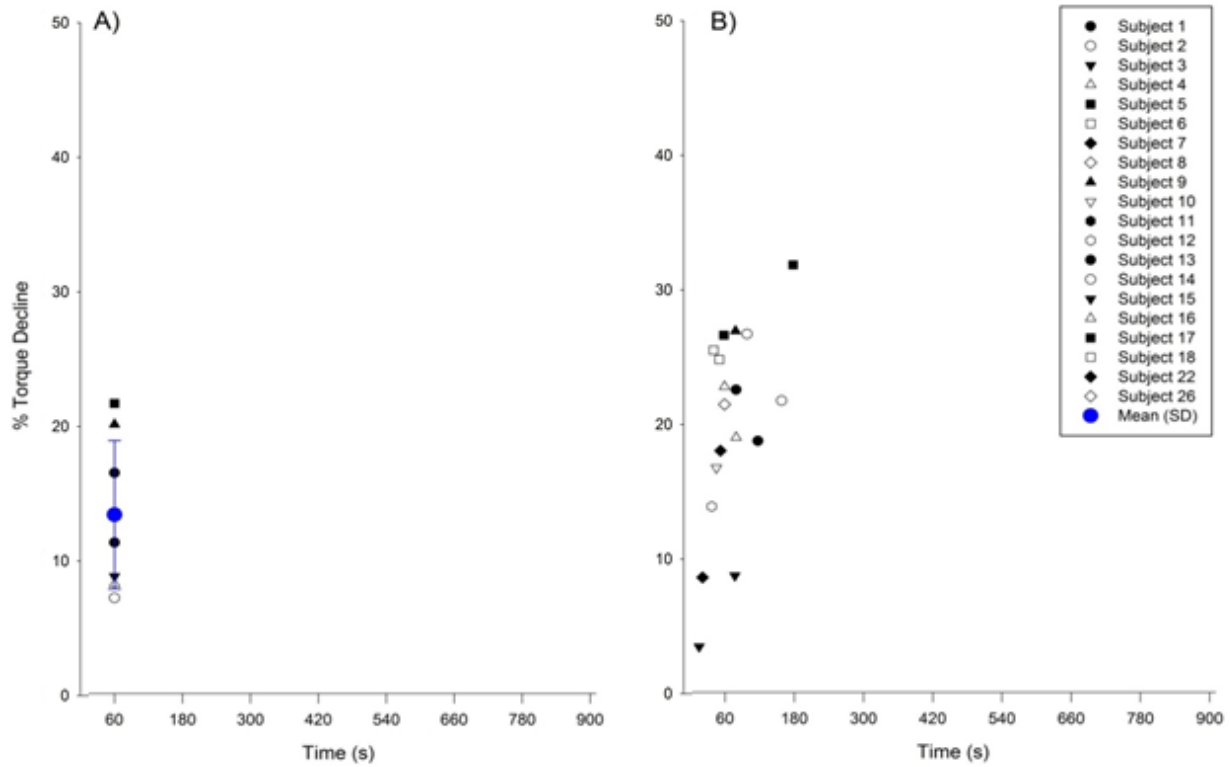 A)
50
40
30
20
10
0
% Torque Decline
60 180 300 420 540 660 780 900
Time (s)
B)
50
40
30
20
10
0
60 180 300 420 540 660 780 900
Time (s)
Subject 1
Subject 2
Subject 3
Subject 4
Subject 5
Subject 6
Subject 7
Subject 8
Subject 9
Subject 10
Subject 11
Subject 12
Subject 13
Subject 14
Subject 15
Subject 16
Subject 17
Subject 18
Subject 22
Subject 26
Mean (SD)